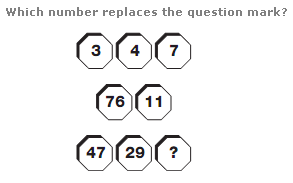 Which number replaces the question mark?
3 4 7
76 11
47 29 ?